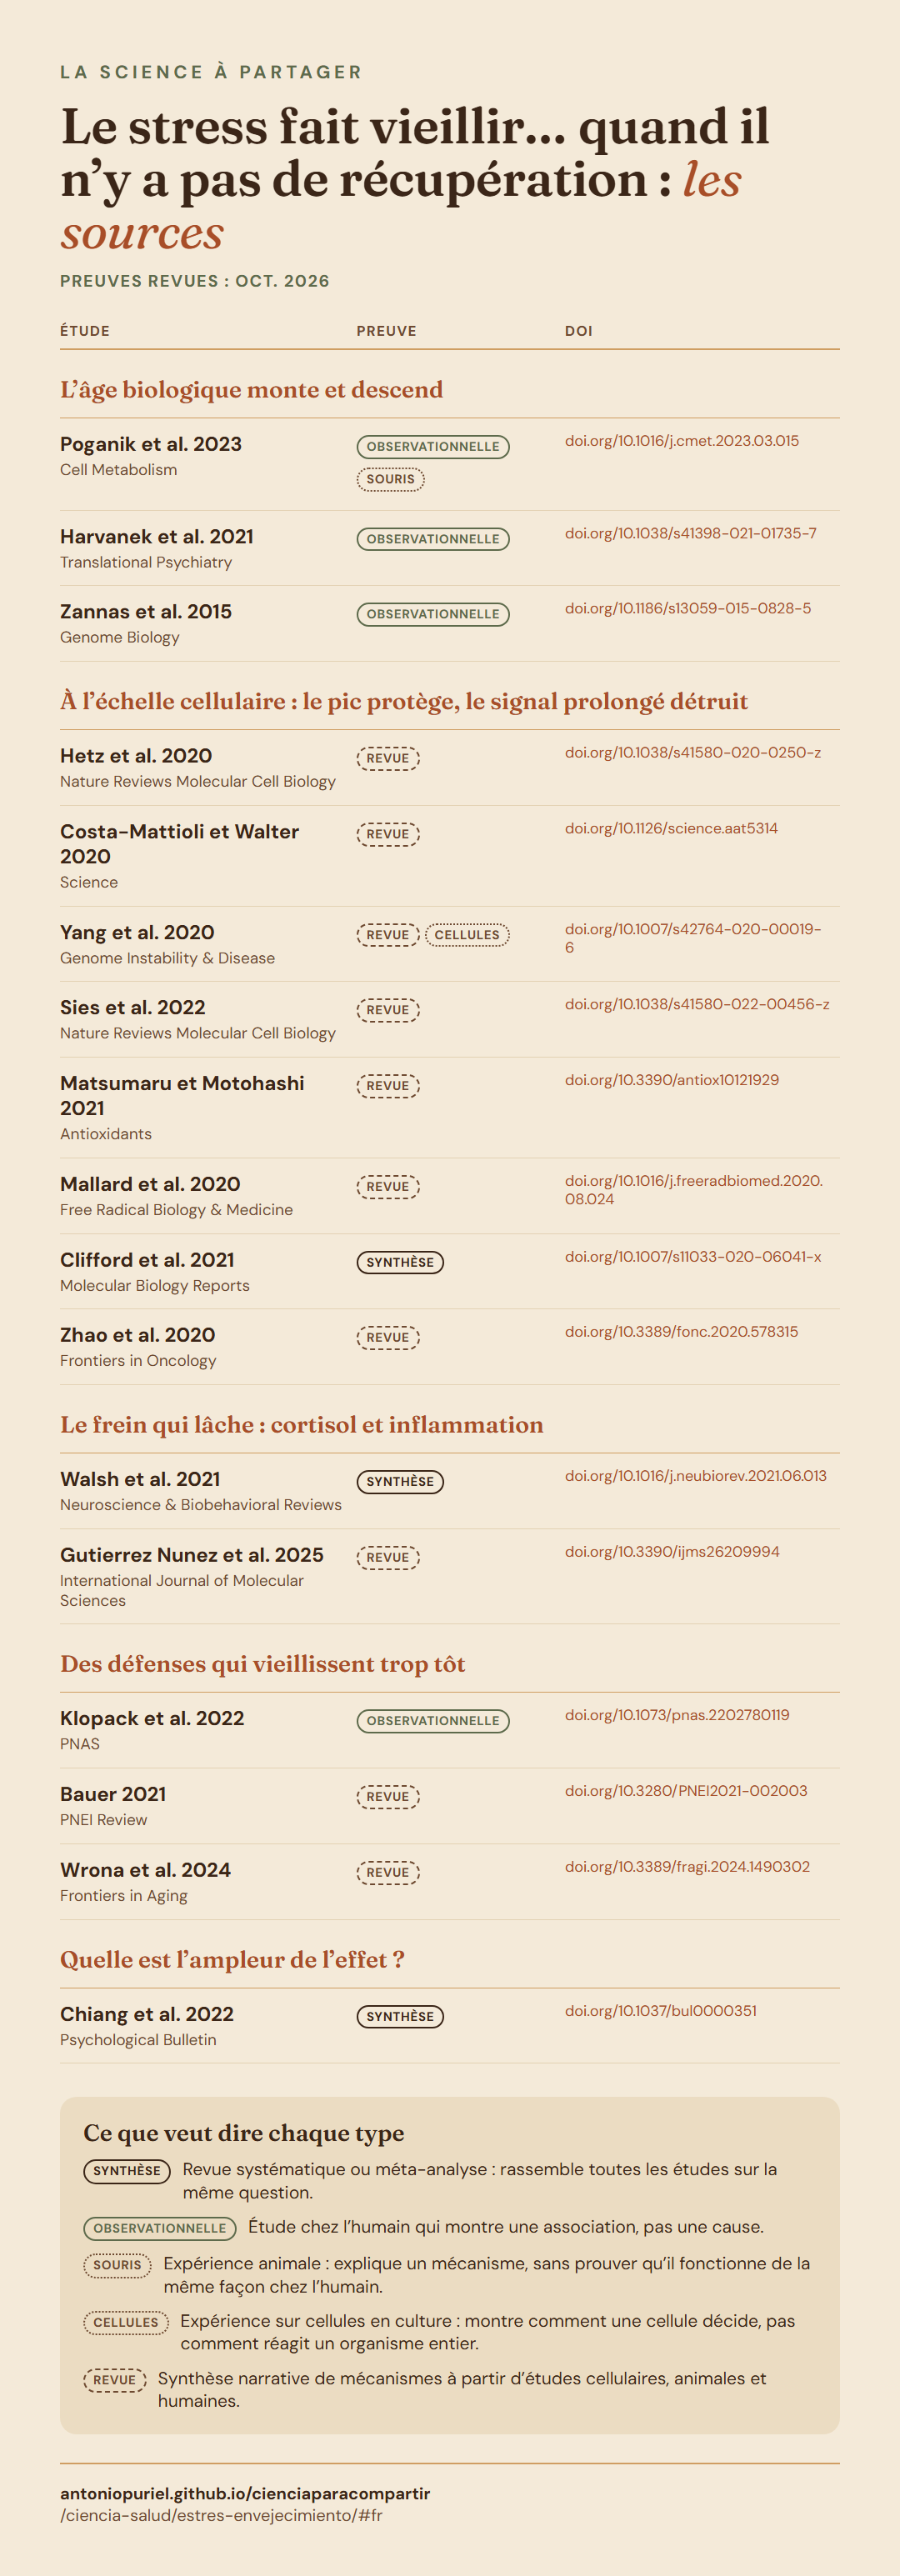 LA SCIENCE À PARTAGER
Le stress fait vieillir… quand il
n’y a pas de récupération : les
sources
PREUVES REVUES : OCT. 2026
ÉTUDE PREUVE DOI
L’âge biologique monte et descend
Poganik et al. 2023 OBSERVATIONNELLE doi.org/10.1016/j.cmet.2023.03.015
Cell Metabolism SOURIS
Harvanek et al. 2021 OBSERVATIONNELLE doi.org/10.1038/s41398-021-01735-7
Translational Psychiatry
Zannas et al. 2015 OBSERVATIONNELLE doi.org/10.1186/s13059-015-0828-5
Genome Biology
À l’échelle cellulaire : le pic protège, le signal prolongé détruit
Hetz et al. 2020 REVUE doi.org/10.1038/s41580-020-0250-z
Nature Reviews Molecular Cell Biology
Costa-Mattioli et Walter REVUE doi.org/10.1126/science.aat5314
2020
Science
Yang et al. 2020 REVUE CELLULES doi.org/10.1007/s42764-020-00019-
6
Genome Instability & Disease
Sies et al. 2022 REVUE doi.org/10.1038/s41580-022-00456-z
Nature Reviews Molecular Cell Biology
Matsumaru et Motohashi REVUE doi.org/10.3390/antiox10121929
2021
Antioxidants
Mallard et al. 2020 REVUE doi.org/10.1016/j.freeradbiomed.2020.
08.024
Free Radical Biology & Medicine
Clifford et al. 2021 SYNTHÈSE doi.org/10.1007/s11033-020-06041-x
Molecular Biology Reports
Zhao et al. 2020 REVUE doi.org/10.3389/fonc.2020.578315
Frontiers in Oncology
Le frein qui lâche : cortisol et inflammation
Walsh et al. 2021 SYNTHÈSE doi.org/10.1016/j.neubiorev.2021.06.013
Neuroscience & Biobehavioral Reviews
Gutierrez Nunez et al. 2025 REVUE doi.org/10.3390/ijms26209994
International Journal of Molecular
Sciences
Des défenses qui vieillissent trop tôt
Klopack et al. 2022 OBSERVATIONNELLE doi.org/10.1073/pnas.2202780119
PNAS
Bauer 2021 REVUE doi.org/10.3280/PNEI2021-002003
PNEI Review
Wrona et al. 2024 REVUE doi.org/10.3389/fragi.2024.1490302
Frontiers in Aging
Quelle est l’ampleur de l’effet ?
Chiang et al. 2022 SYNTHÈSE doi.org/10.1037/bul0000351
Psychological Bulletin
Ce que veut dire chaque type
SYNTHÈSE Revue systématique ou méta-analyse : rassemble toutes les études sur la
même question.
OBSERVATIONNELLE Étude chez l’humain qui montre une association, pas une cause.
SOURIS Expérience animale : explique un mécanisme, sans prouver qu’il fonctionne de la
même façon chez l’humain.
CELLULES Expérience sur cellules en culture : montre comment une cellule décide, pas
comment réagit un organisme entier.
REVUE Synthèse narrative de mécanismes à partir d’études cellulaires, animales et
humaines.
antoniopuriel.github.io/cienciaparacompartir
/ciencia-salud/estres-envejecimiento/#fr